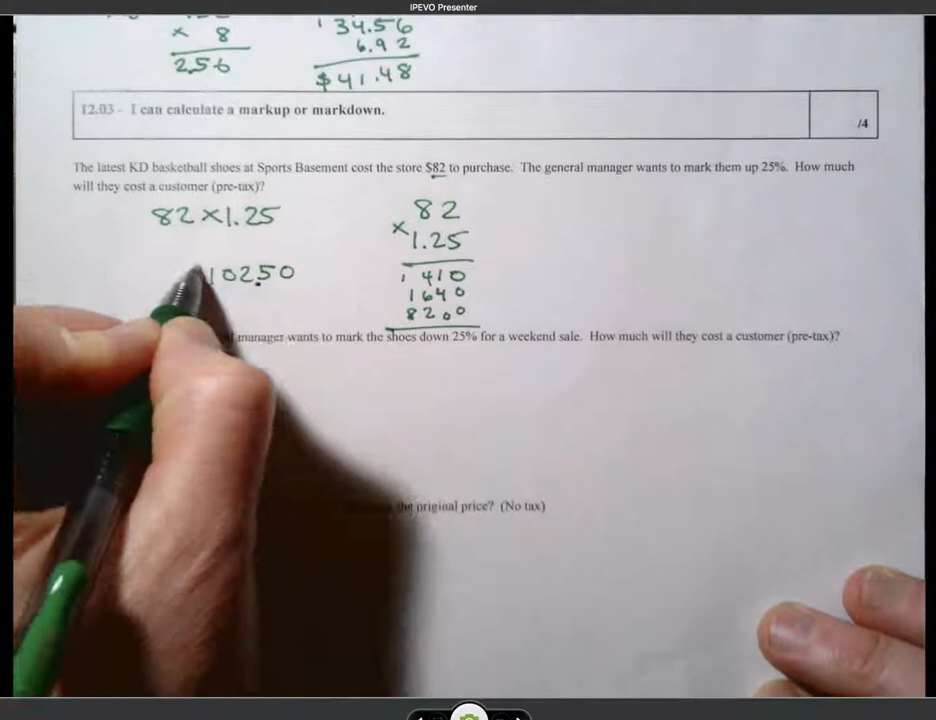 IPEVO Presenter
× 8
256
1
34.56
6.92
$41.48
12.03 - I can calculate a markup or markdown.
/4
The latest KD basketball shoes at Sports Basement cost the store $82 to purchase. The general manager wants to mark them up 25%. How much
will they cost a customer (pre-tax)?
82 × 1.25
102.50
82
× 1.25
1 410
1640
8200
manager wants to mark the shoes down 25% for a weekend sale. How much will they cost a customer (pre-tax)?
original price? (No tax)